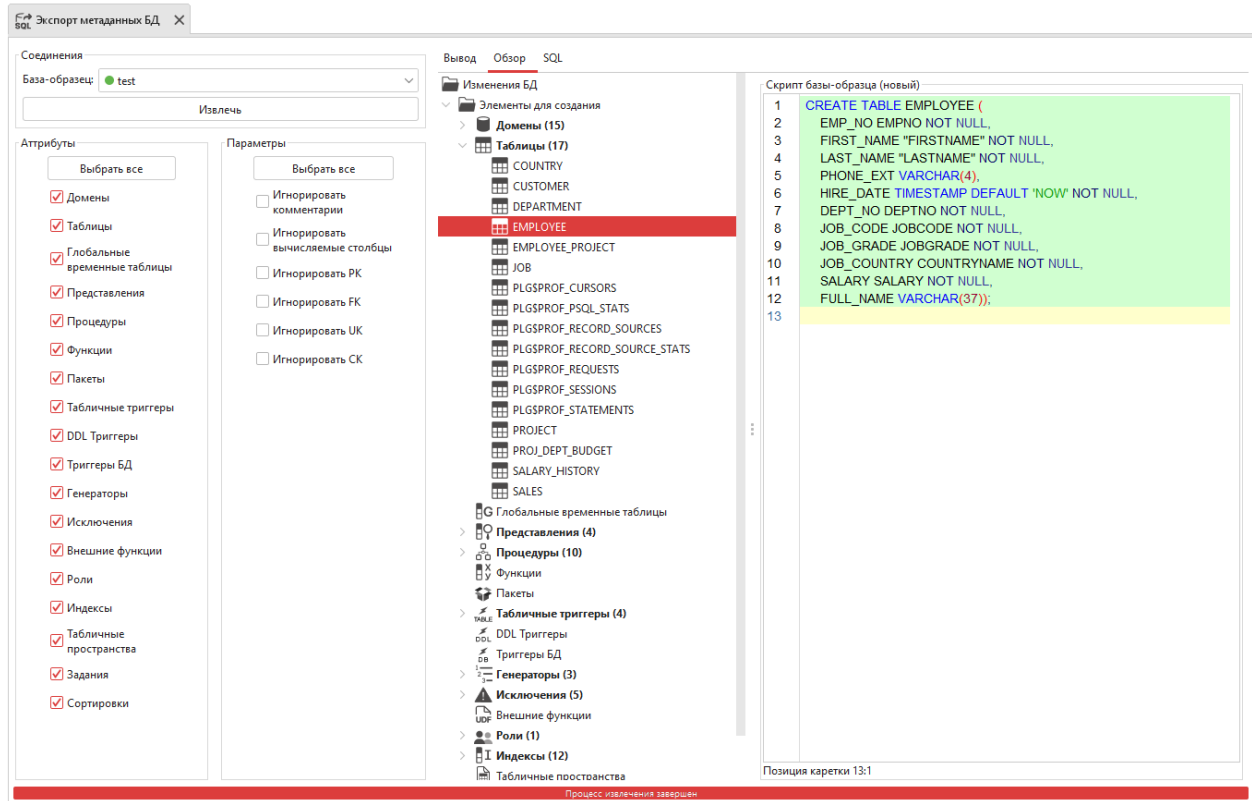 SQL Экспорт метаданных БД
Соединения
База-образец: test
Извлечь
Аттрибуты
Выбрать все
Домены
Таблицы
Глобальные
временные таблицы
Представления
Процедуры
Функции
Пакеты
Табличные триггеры
DDL Триггеры
Триггеры БД
Генераторы
Исключения
Внешние функции
Роли
Индексы
Табличные
пространства
Задания
Сортировки
Параметры
Выбрать все
Игнорировать
комментарии
Игнорировать
вычисляемые столбцы
Игнорировать PK
Игнорировать FK
Игнорировать UK
Игнорировать CK
Вывод Обзор SQL
Изменения БД
Элементы для создания
Домены (15)
Таблицы (17)
COUNTRY
CUSTOMER
DEPARTMENT
EMPLOYEE
EMPLOYEE_PROJECT
JOB
PLG$PROF_CURSORS
PLG$PROF_PSQL_STATS
PLG$PROF_RECORD_SOURCES
PLG$PROF_RECORD_SOURCE_STATS
PLG$PROF_REQUESTS
PLG$PROF_SESSIONS
PLG$PROF_STATEMENTS
PROJECT
PROJ_DEPT_BUDGET
SALARY_HISTORY
SALES
G Глобальные временные таблицы
Представления (4)
Процедуры (10)
Функции
Пакеты
TABLE Табличные триггеры (4)
DDL DDL Триггеры
DB Триггеры БД
Генераторы (3)
Исключения (5)
UDF Внешние функции
Роли (1)
Индексы (12)
Табличные пространства
Скрипт базы-образца (новый)
1 CREATE TABLE EMPLOYEE (
2 EMP_NO EMPNO NOT NULL,
3 FIRST_NAME "FIRSTNAME" NOT NULL,
4 LAST_NAME "LASTNAME" NOT NULL,
5 PHONE_EXT VARCHAR(4),
6 HIRE_DATE TIMESTAMP DEFAULT 'NOW' NOT NULL,
7 DEPT_NO DEPTNO NOT NULL,
8 JOB_CODE JOBCODE NOT NULL,
9 JOB_GRADE JOBGRADE NOT NULL,
10 JOB_COUNTRY COUNTRYNAME NOT NULL,
11 SALARY SALARY NOT NULL,
12 FULL_NAME VARCHAR(37));
13
Позиция каретки 13:1
Процесс извлечения завершен